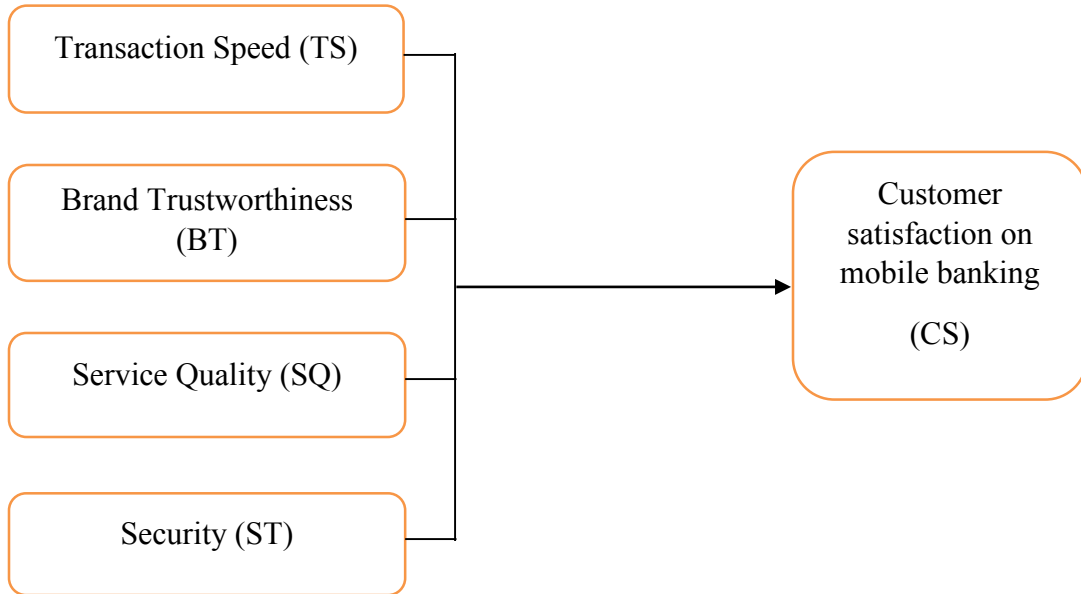 Transaction Speed (TS)
Brand Trustworthiness
(BT)
Service Quality (SQ)
Security (ST)
Customer
satisfaction on
mobile banking
(CS)